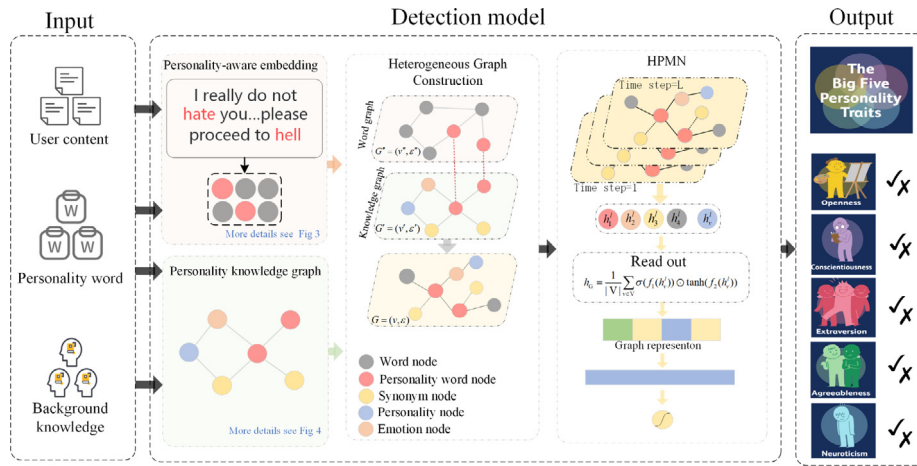 Input
Detection model
Output
User content
W
W W
Personality word
Background
knowledge
Personality-aware embedding
I really do not
hate you...please
proceed to hell
More details see Fig 3
Personality knowledge graph
More details see Fig 4
Heterogeneous Graph
Construction
Word graph
G" = (v", ε")
Knowledge graph
G' = (v', ε')
G = (v, ε)
Word node
Personality word node
Synonym node
Personality node
Emotion node
HPMN
Time step=L
Time step=1
Read out
Graph representon
The
Big Five
Personality
Traits
Openness
Conscientiousness
Extraversion
Agreeableness
Neuroticism